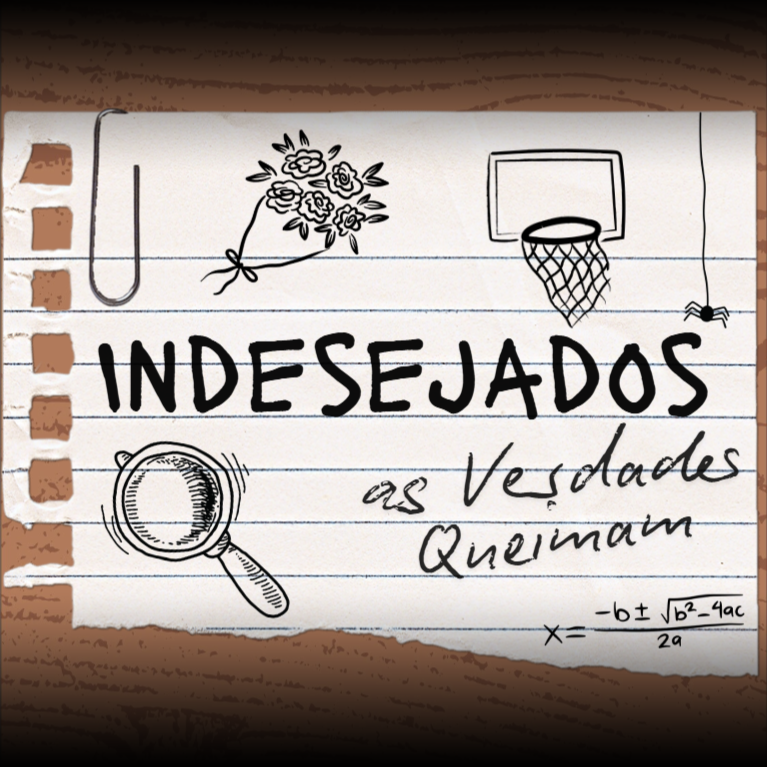 INDESEJADOS
as Verdades
Queimam
x = -b ± √b²-4ac / 2a